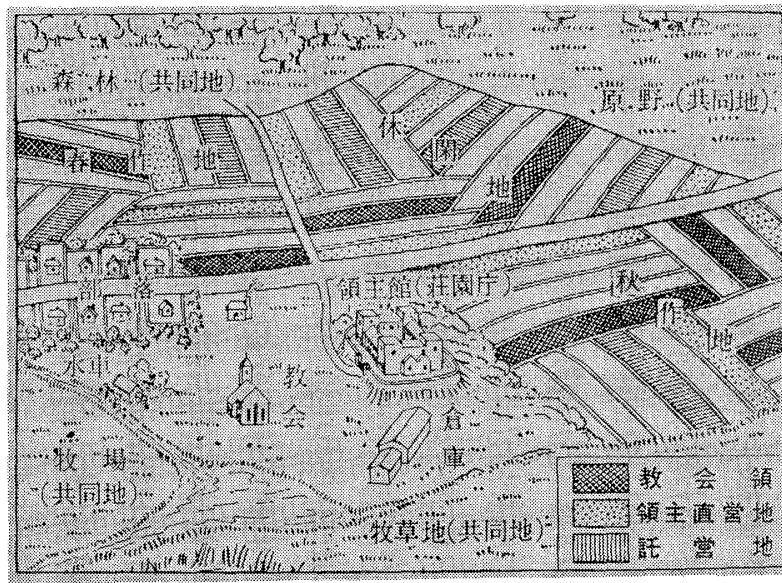 森林(共同地)
原野(共同地)
春作地
休閑地
部落
領主館(荘園庁)
秋作地
水車
教会
倉庫
牧場
(共同地)
牧草地(共同地)
教会領
領主直営地
託営地